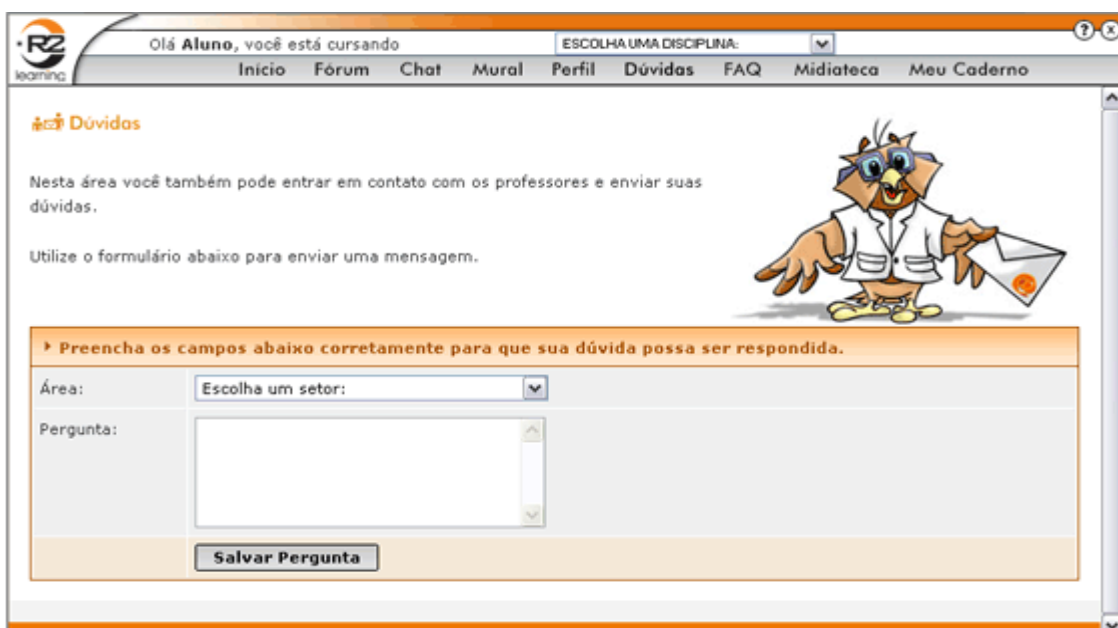 R2
learning
Olá Aluno, você está cursando
ESCOLHA UMA DISCIPLINA:
? x
Início Fórum Chat Mural Perfil Dúvidas FAQ Midiateca Meu Caderno
Dúvidas
Nesta área você também pode entrar em contato com os professores e enviar suas
dúvidas.
Utilize o formulário abaixo para enviar uma mensagem.
Preencha os campos abaixo corretamente para que sua dúvida possa ser respondida.
Área: Escolha um setor:
Pergunta:
Salvar Pergunta